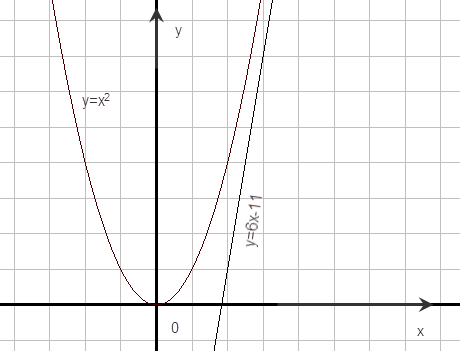 y
y=x²
y=6x-11
0
x